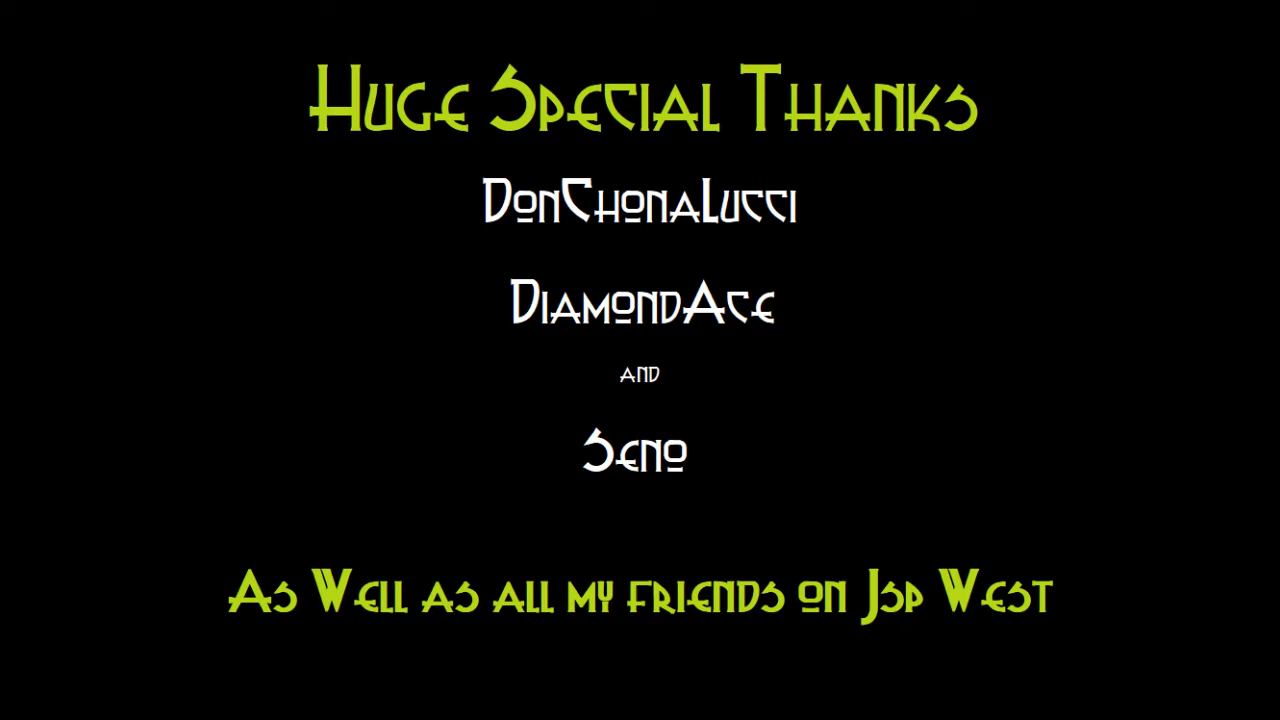 Huge Special Thanks
DonChonaLucci
DiamondAce
and
Seno
As Well as all my friends on Jsp West